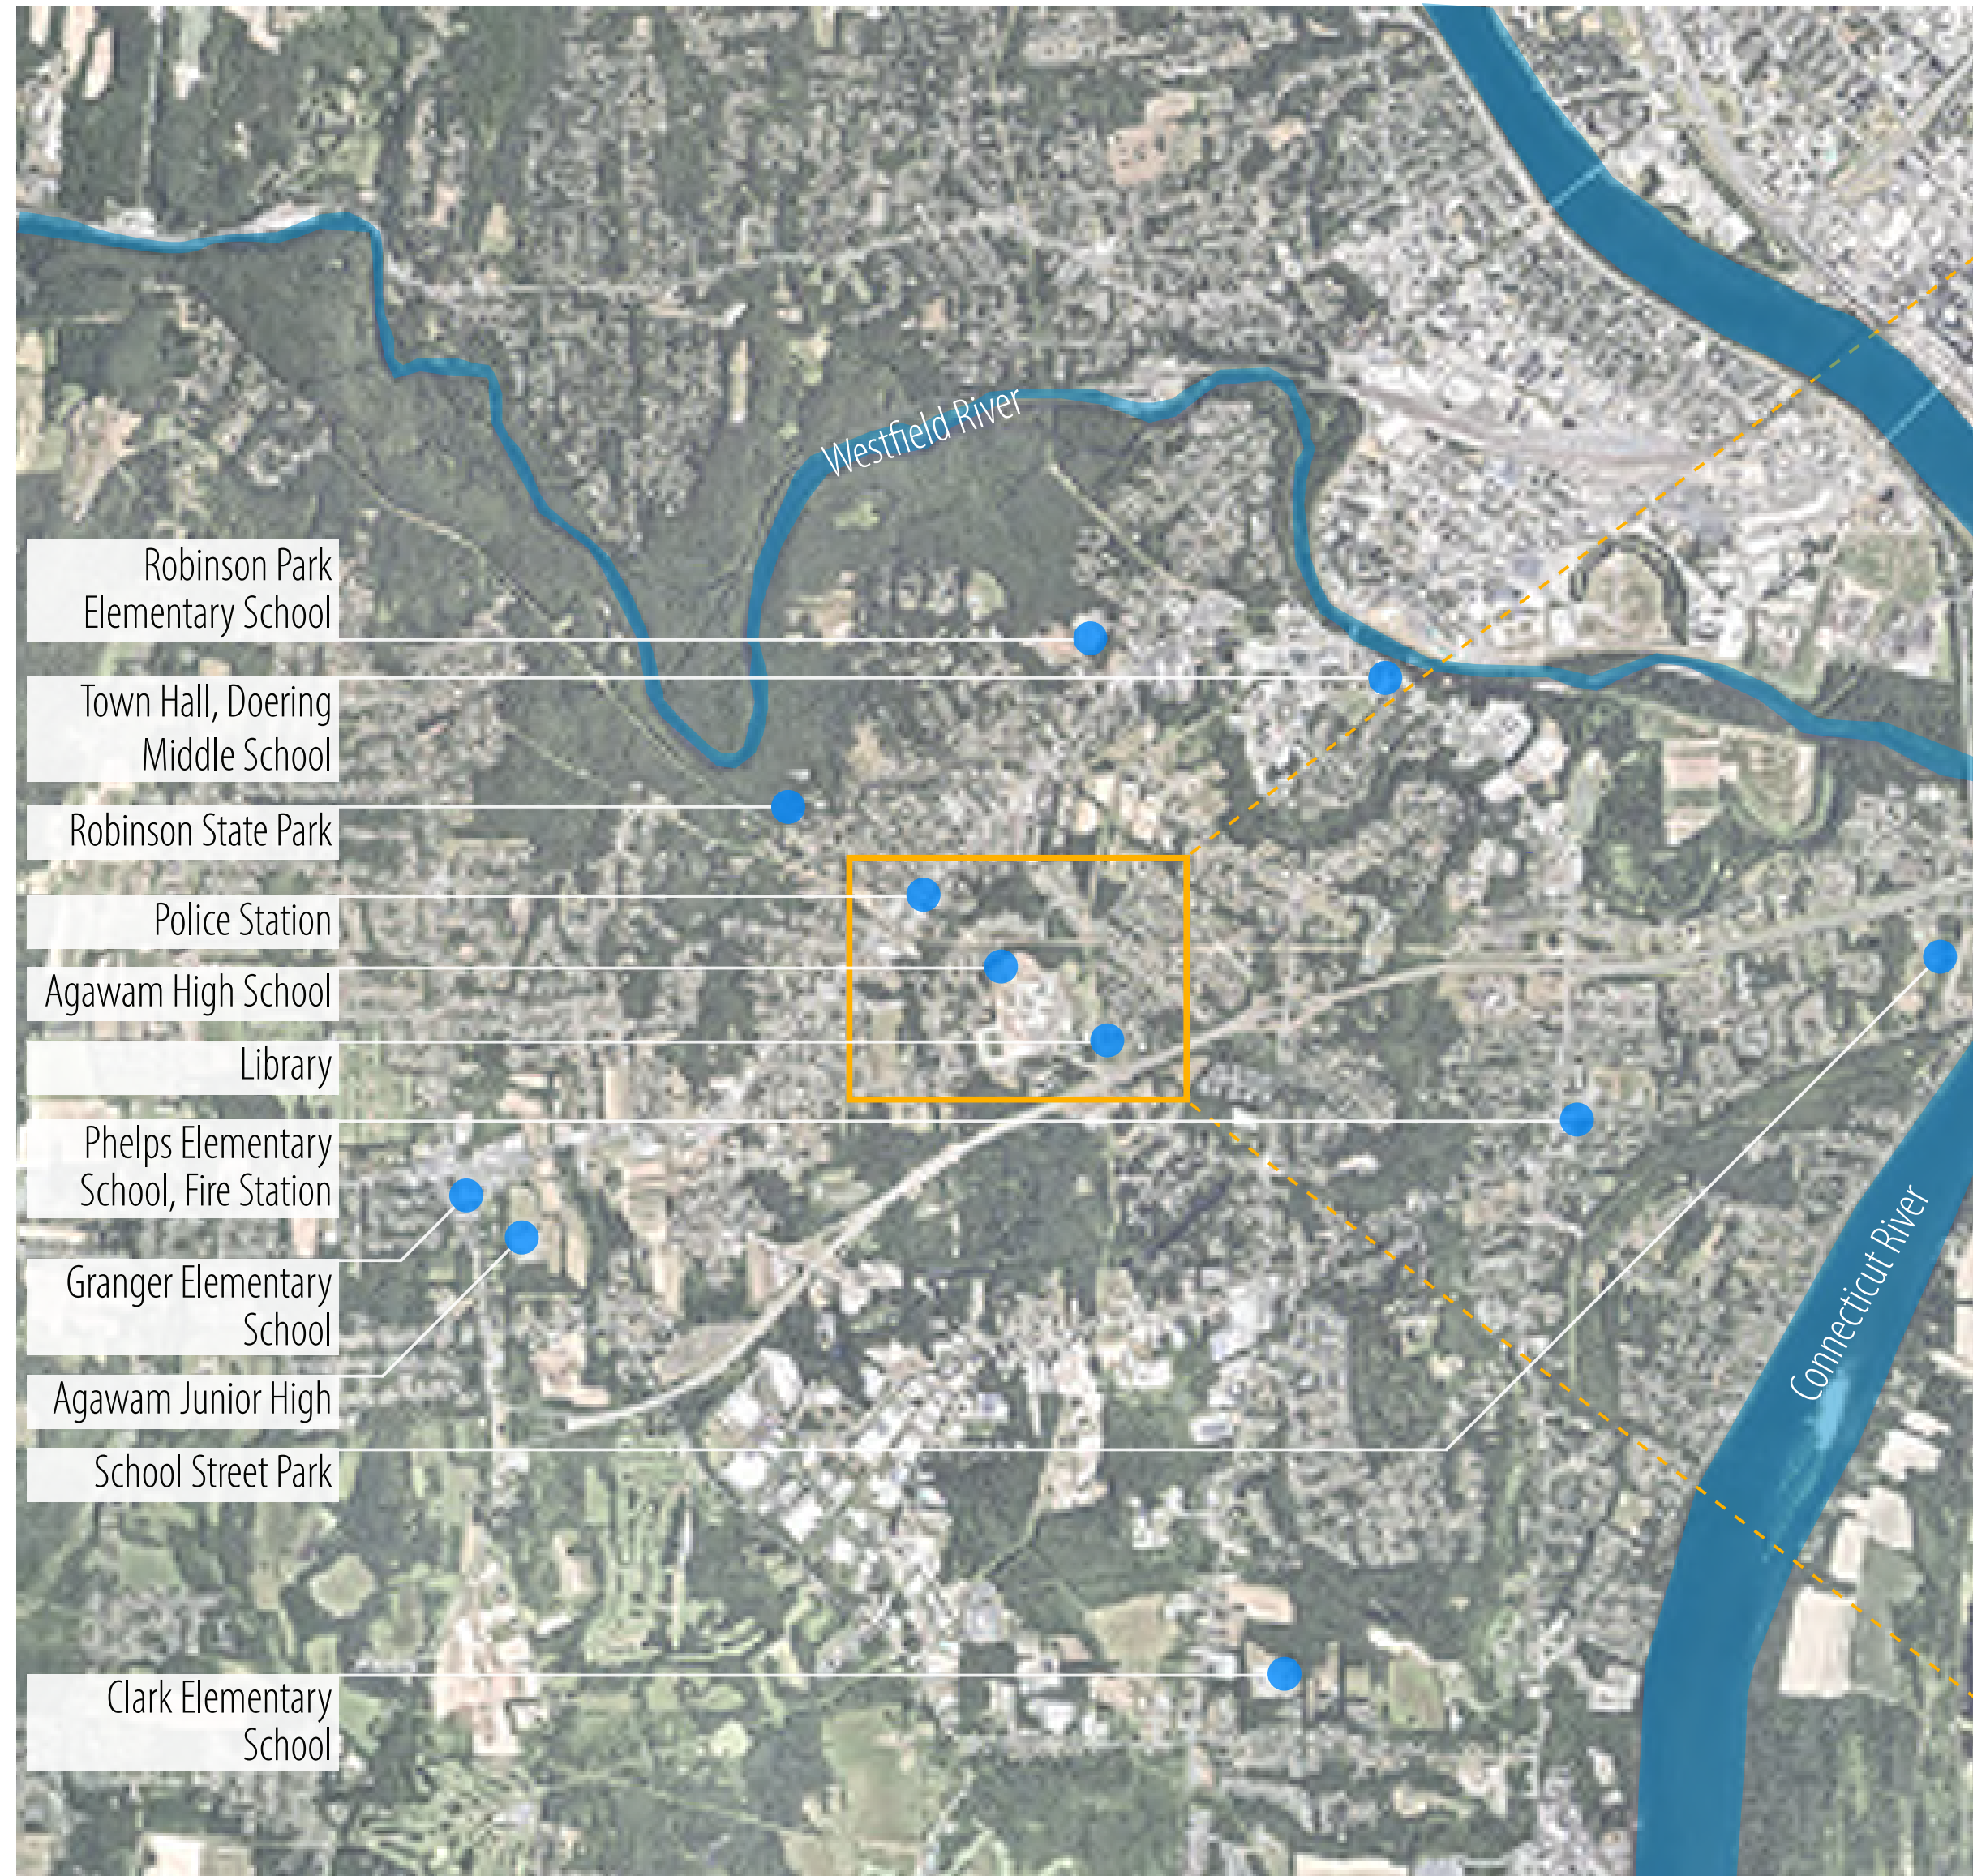 Westfield River
Robinson Park
Elementary School
Town Hall, Doering
Middle School
Robinson State Park
Police Station
Agawam High School
Library
Phelps Elementary
School, Fire Station
Granger Elementary
School
Agawam Junior High
School Street Park
Connecticut River
Clark Elementary
School